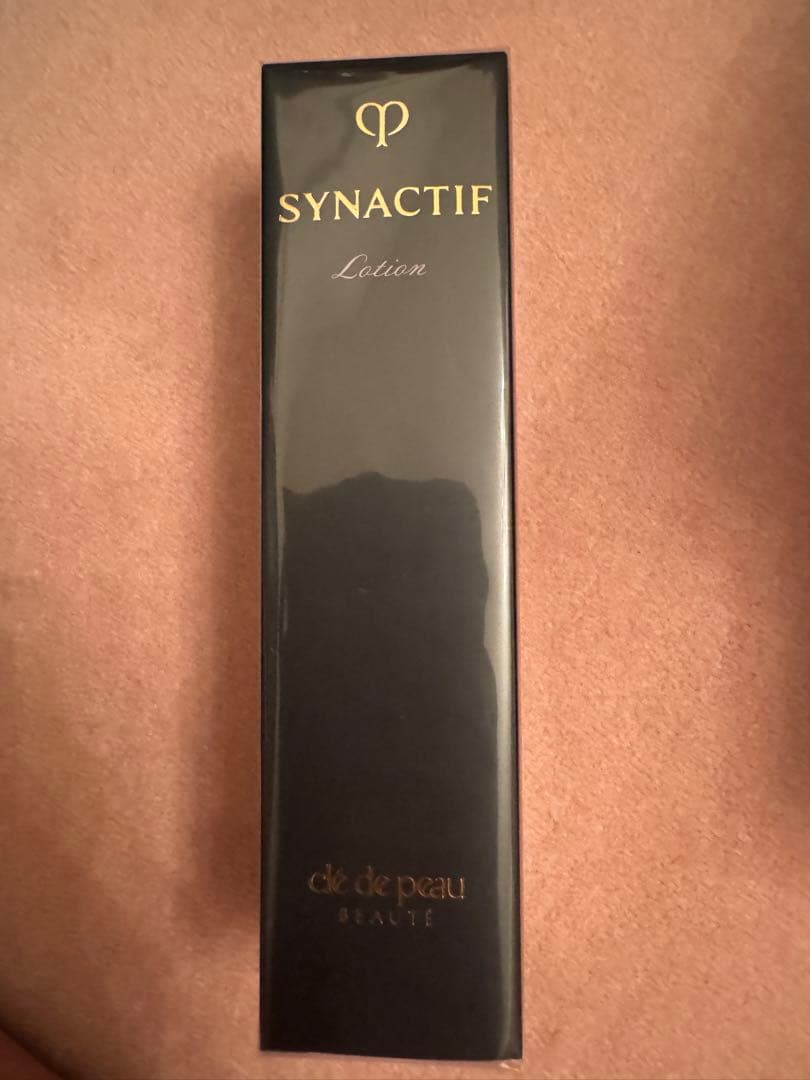 SYNACTIF
Lotion
clé de peau
BEAUTÉ